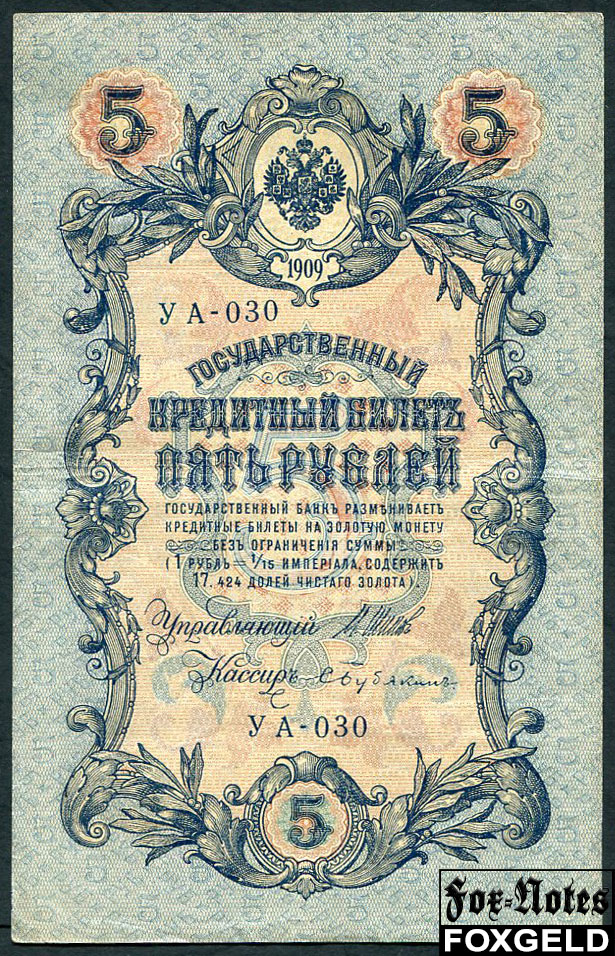 5 5
1909
УА-030
ГОСУДАРСТВЕННЫЙ
КРЕДИТНЫЙ БИЛЕТЪ
ПЯТЬ РУБЛЕЙ
ГОСУДАРСТВЕННЫЙ БАНКЪ РАЗМѢНИВАЕТЪ
КРЕДИТНЫЕ БИЛЕТЫ НА ЗОЛОТУЮ МОНЕТУ
БЕЗЪ ОГРАНИЧЕНІЯ СУММЫ
(1 РУБЛЬ — 1/15 ИМПЕРІАЛА, СОДЕРЖИТЪ
17.424 ДОЛЕЙ ЧИСТАГО ЗОЛОТА).
Управляющій И.Шипов
Кассиръ С Бубякинъ
УА-030
5
Fox-Notes
FOXGELD